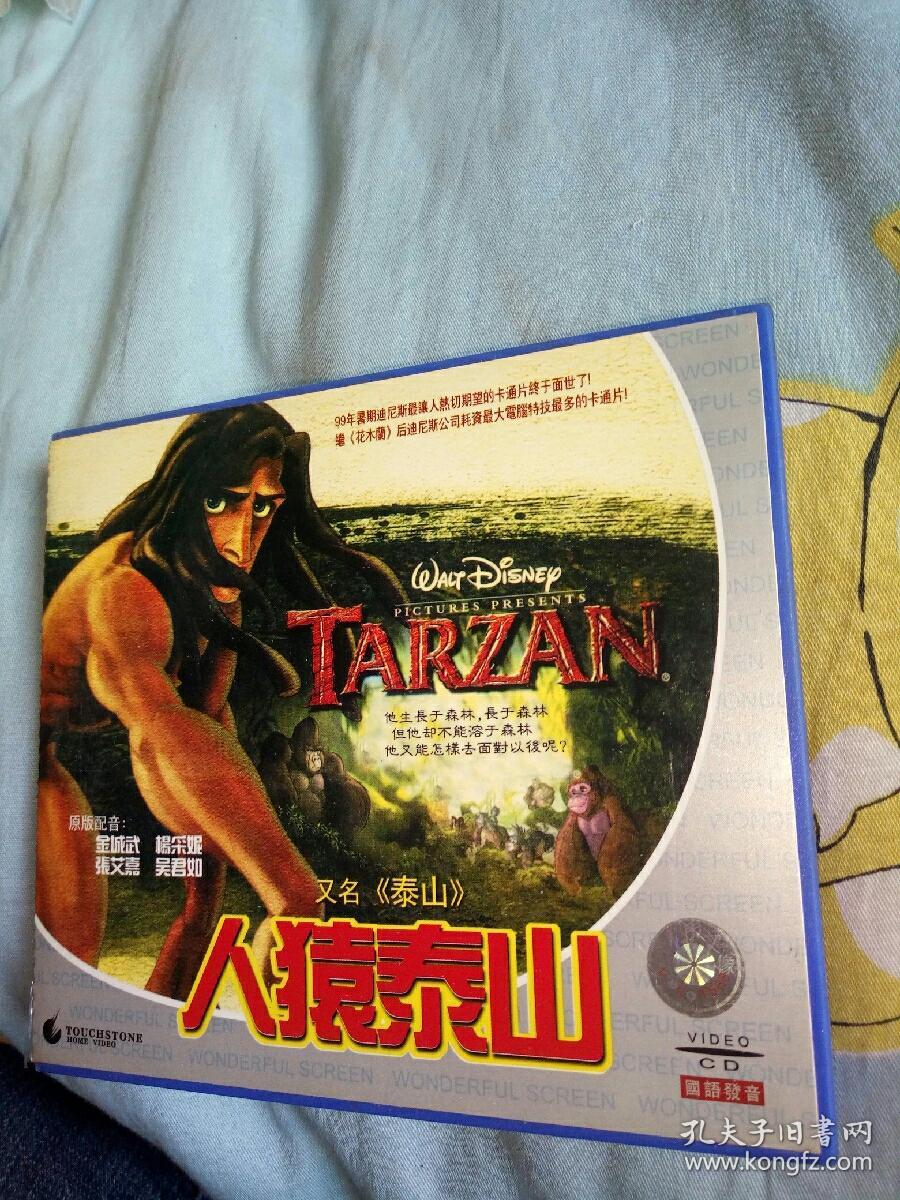 99年暑期迪尼斯最讓人熱切期望的卡通片終于面世了!
繼《花木蘭》后迪尼斯公司耗資最大電腦特技最多的卡通片!
WALT DISNEY
PICTURES PRESENTS
TARZAN®
他生長于森林,長于森林
但他却不能溶于森林
他又能怎樣去面對以後呢?
原版配音:
金城武 楊采妮
張艾嘉 吴君如
又名《泰山》
人猿泰山
TOUCHSTONE
HOME VIDEO
WONDERFUL SCREEN
WONDERFUL SCREEN
VIDEO
CD
國語發音
孔夫子旧書网
www.kongfz.com